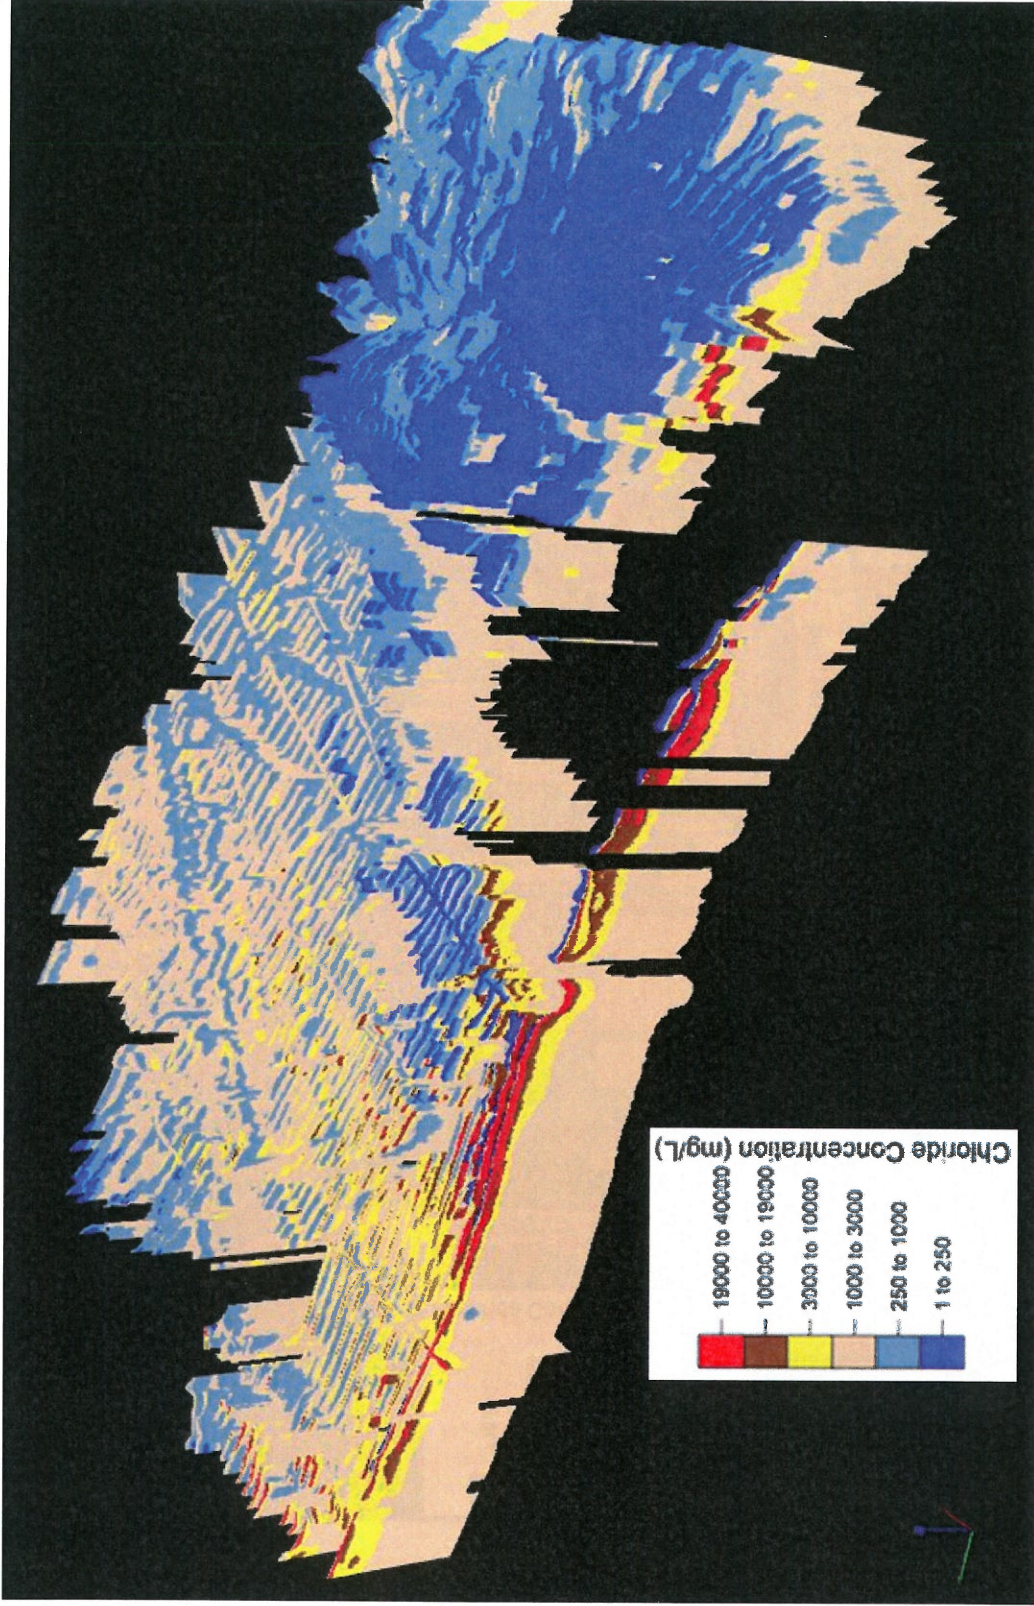 Chloride Concentration (mg/L)
19000 to 40000
10000 to 19000
3000 to 10000
1000 to 3000
250 to 1000
1 to 250